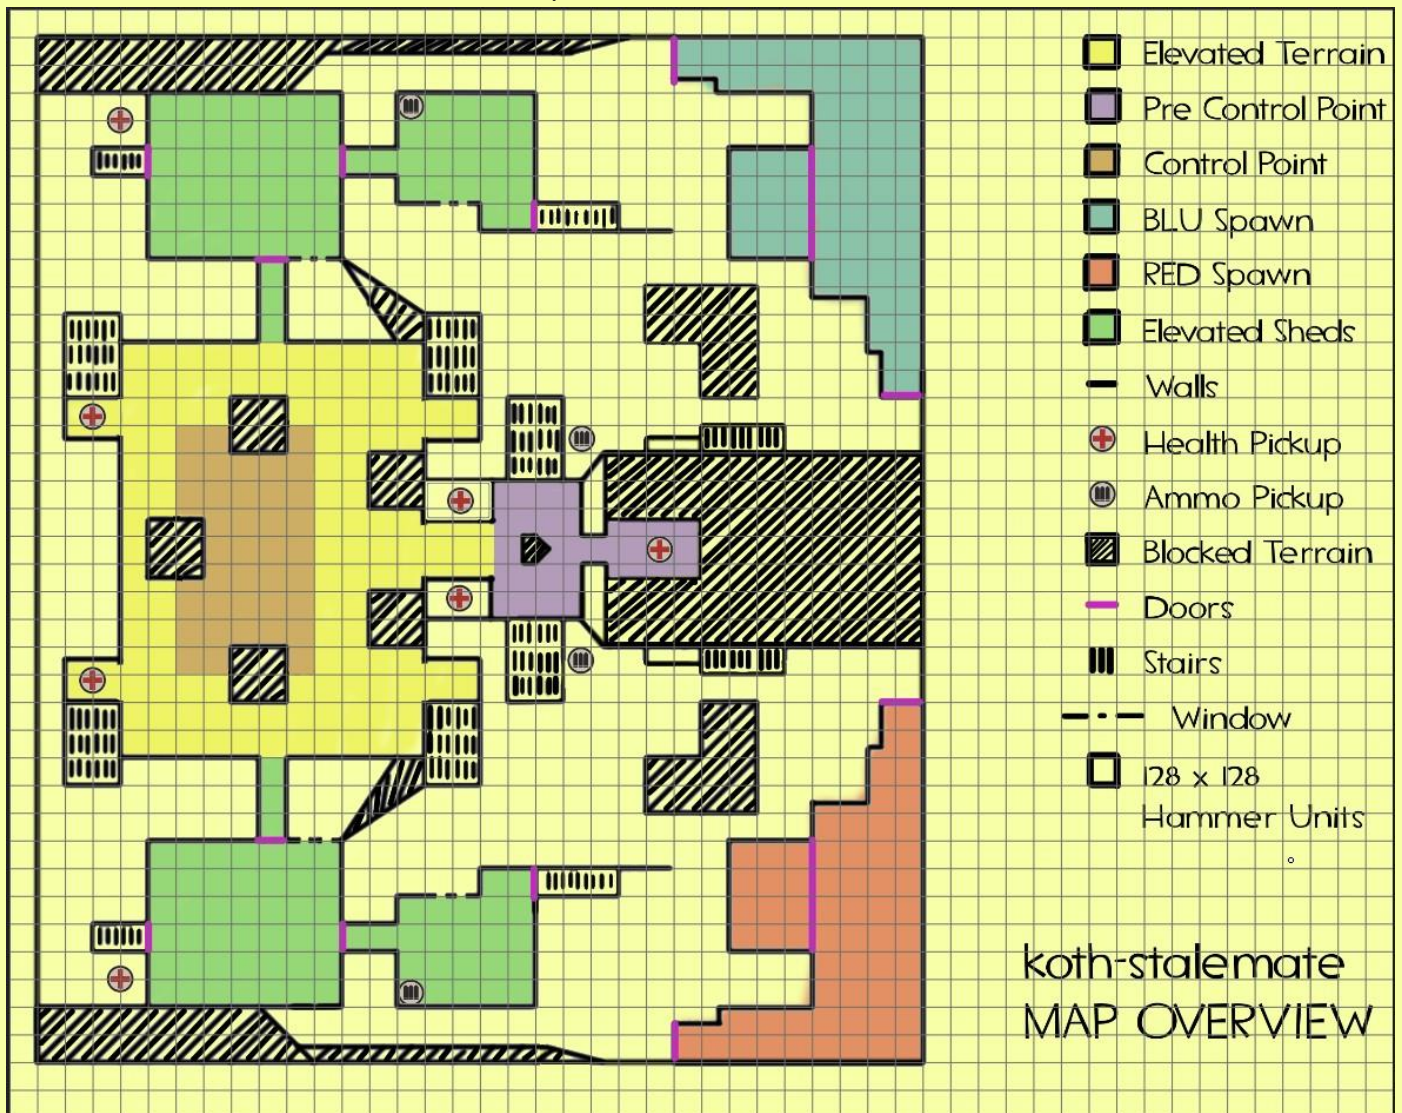 Elevated Terrain
Pre Control Point
Control Point
BLU Spawn
RED Spawn
Elevated Sheds
Walls
Health Pickup
Ammo Pickup
Blocked Terrain
Doors
Stairs
Window
128 x 128
Hammer Units
koth-stalemate
MAP OVERVIEW